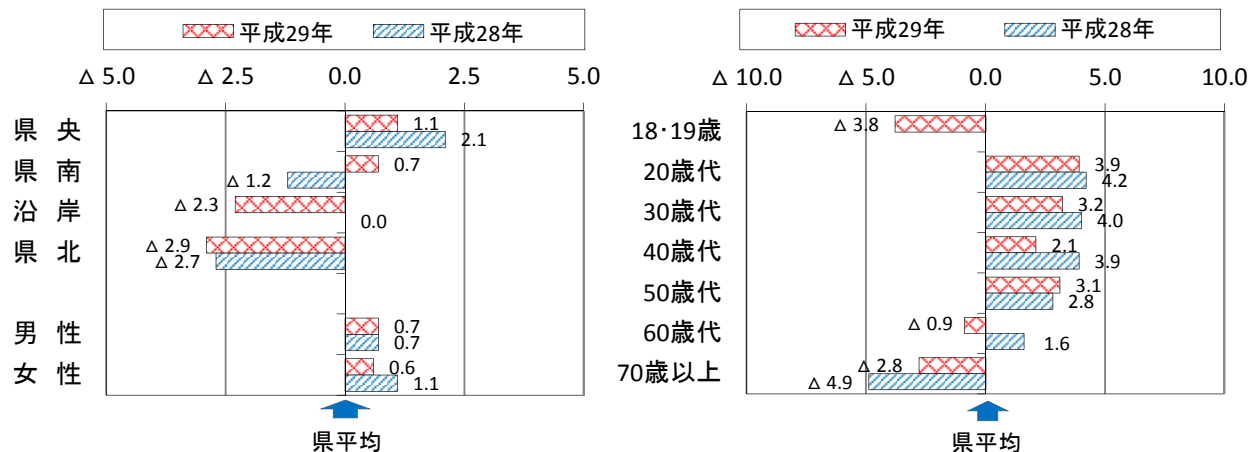 平成29年 平成28年
△ 5.0 △ 2.5 0.0 2.5 5.0
県 央 1.1
2.1
県 南 0.7
△ 1.2
沿 岸 △ 2.3
0.0
県 北 △ 2.9
△ 2.7
男 性 0.7
0.7
女 性 0.6
1.1
県平均
平成29年 平成28年
△ 10.0 △ 5.0 0.0 5.0 10.0
18・19歳 △ 3.8
20歳代 3.9
4.2
30歳代 3.2
4.0
40歳代 2.1
3.9
50歳代 3.1
2.8
60歳代 △ 0.9
1.6
70歳以上 △ 2.8
△ 4.9
県平均